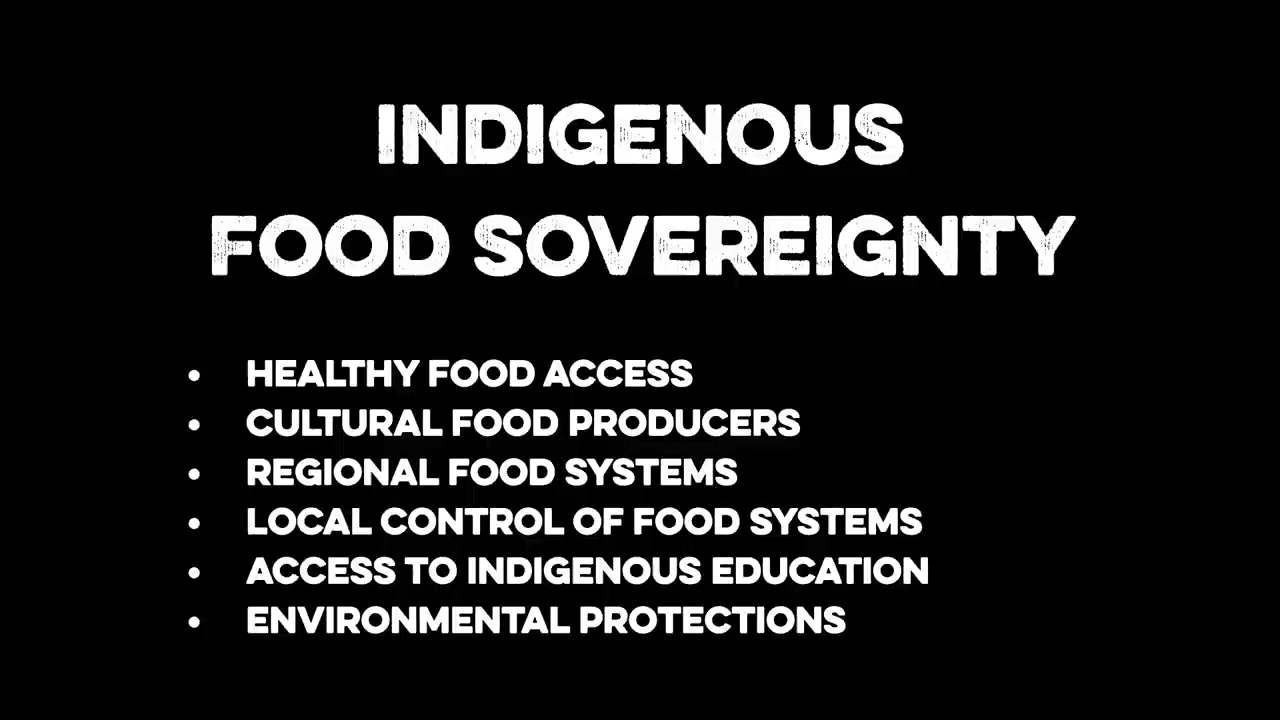 INDIGENOUS
FOOD SOVEREIGNTY
• HEALTHY FOOD ACCESS
• CULTURAL FOOD PRODUCERS
• REGIONAL FOOD SYSTEMS
• LOCAL CONTROL OF FOOD SYSTEMS
• ACCESS TO INDIGENOUS EDUCATION
• ENVIRONMENTAL PROTECTIONS